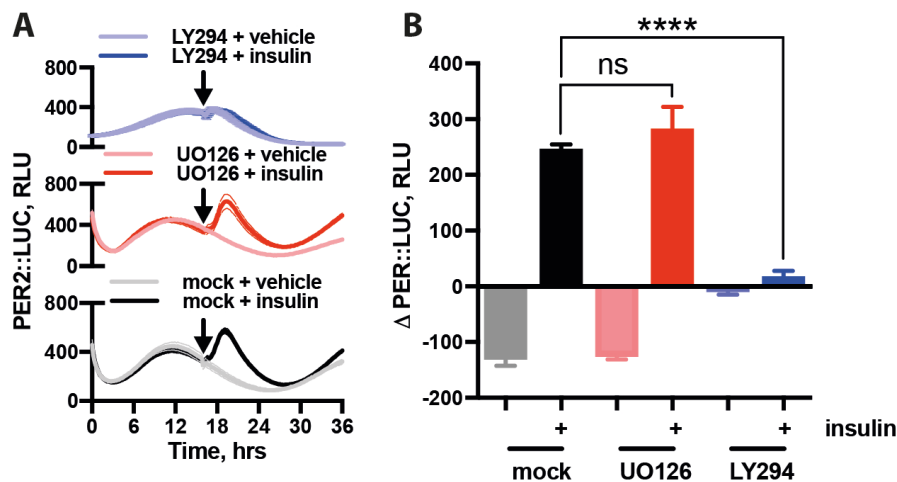 A
LY294 + vehicle
LY294 + insulin
800
400
0
UO126 + vehicle
UO126 + insulin
800
400
0
mock + vehicle
mock + insulin
800
400
0
PER2::LUC, RLU
0 6 12 18 24 30 36
Time, hrs
B
****
ns
400
300
200
100
0
-100
-200
Δ PER::LUC, RLU
+ + + insulin
mock UO126 LY294